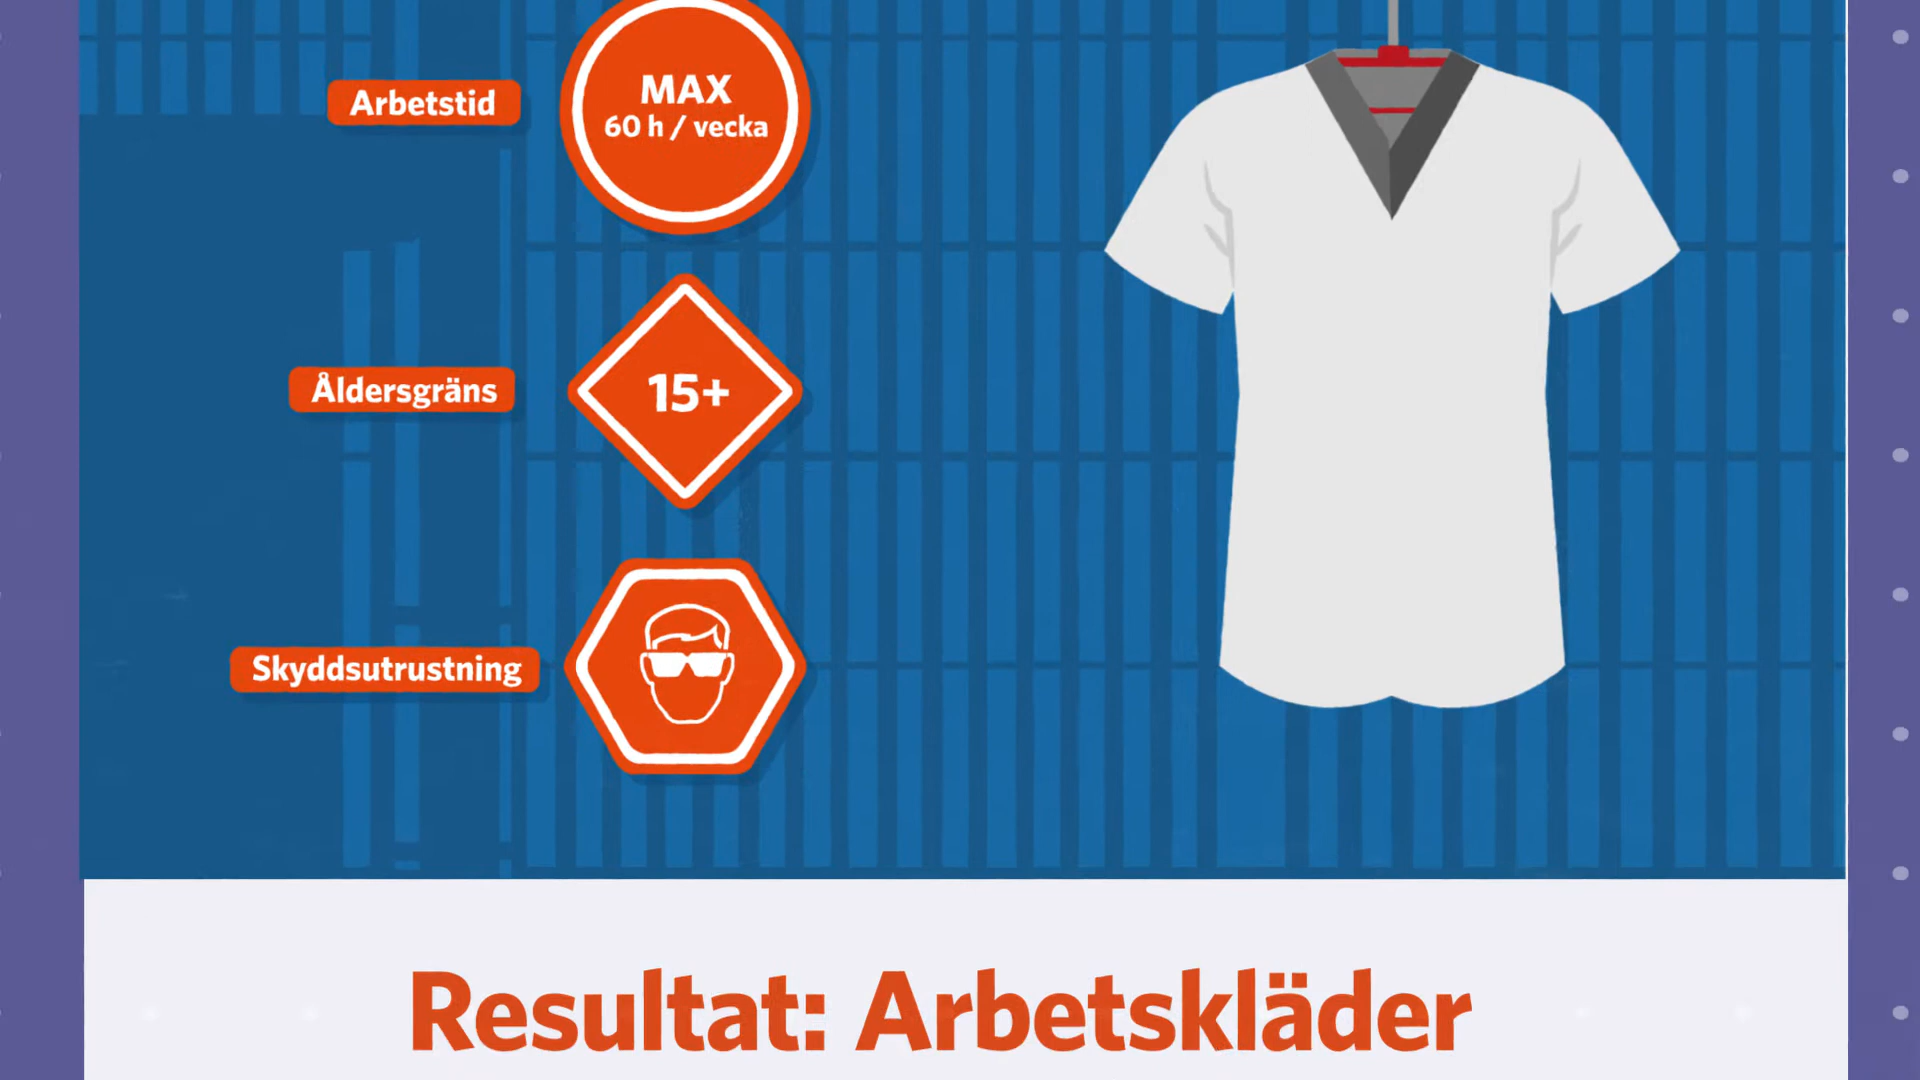 Arbetstid
MAX
60 h / vecka
Åldersgräns
15+
Skyddsutrustning
Resultat: Arbetskläder